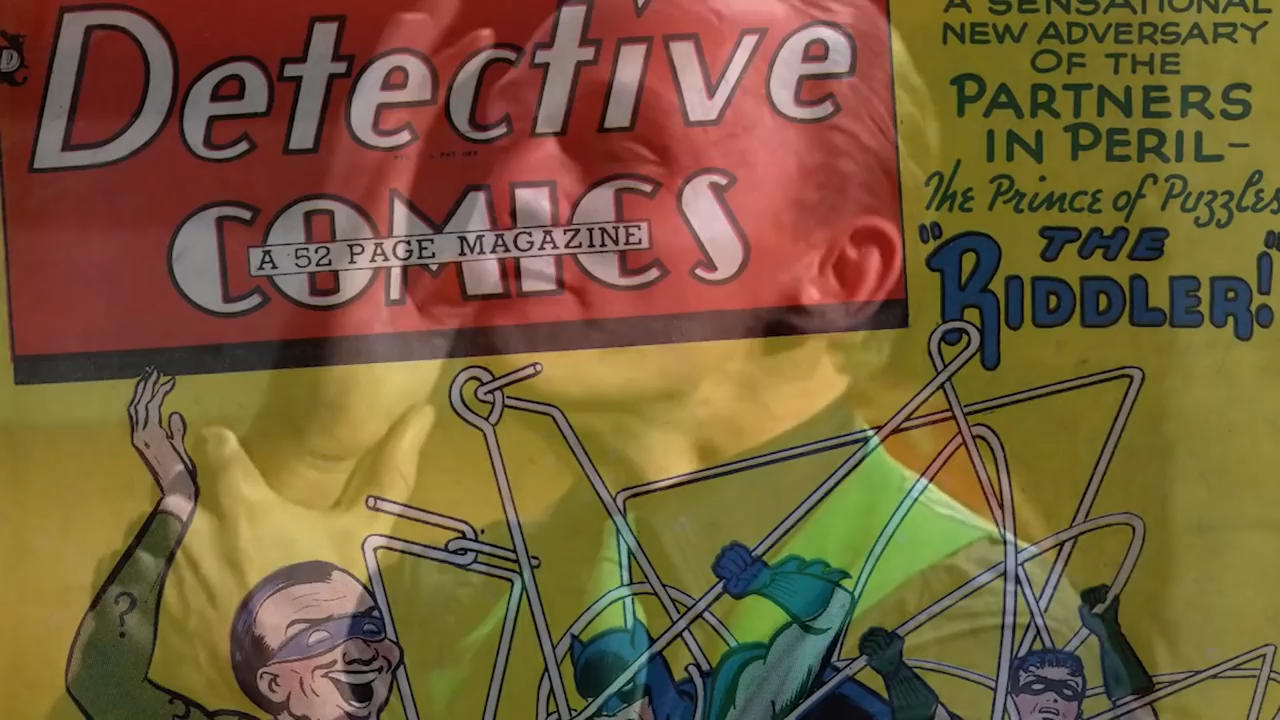 Detective
COMICS
A 52 PAGE MAGAZINE
A SENSATIONAL
NEW ADVERSARY
OF THE
PARTNERS
IN PERIL-
The Prince of Puzzles
"THE
RIDDLER!"
?